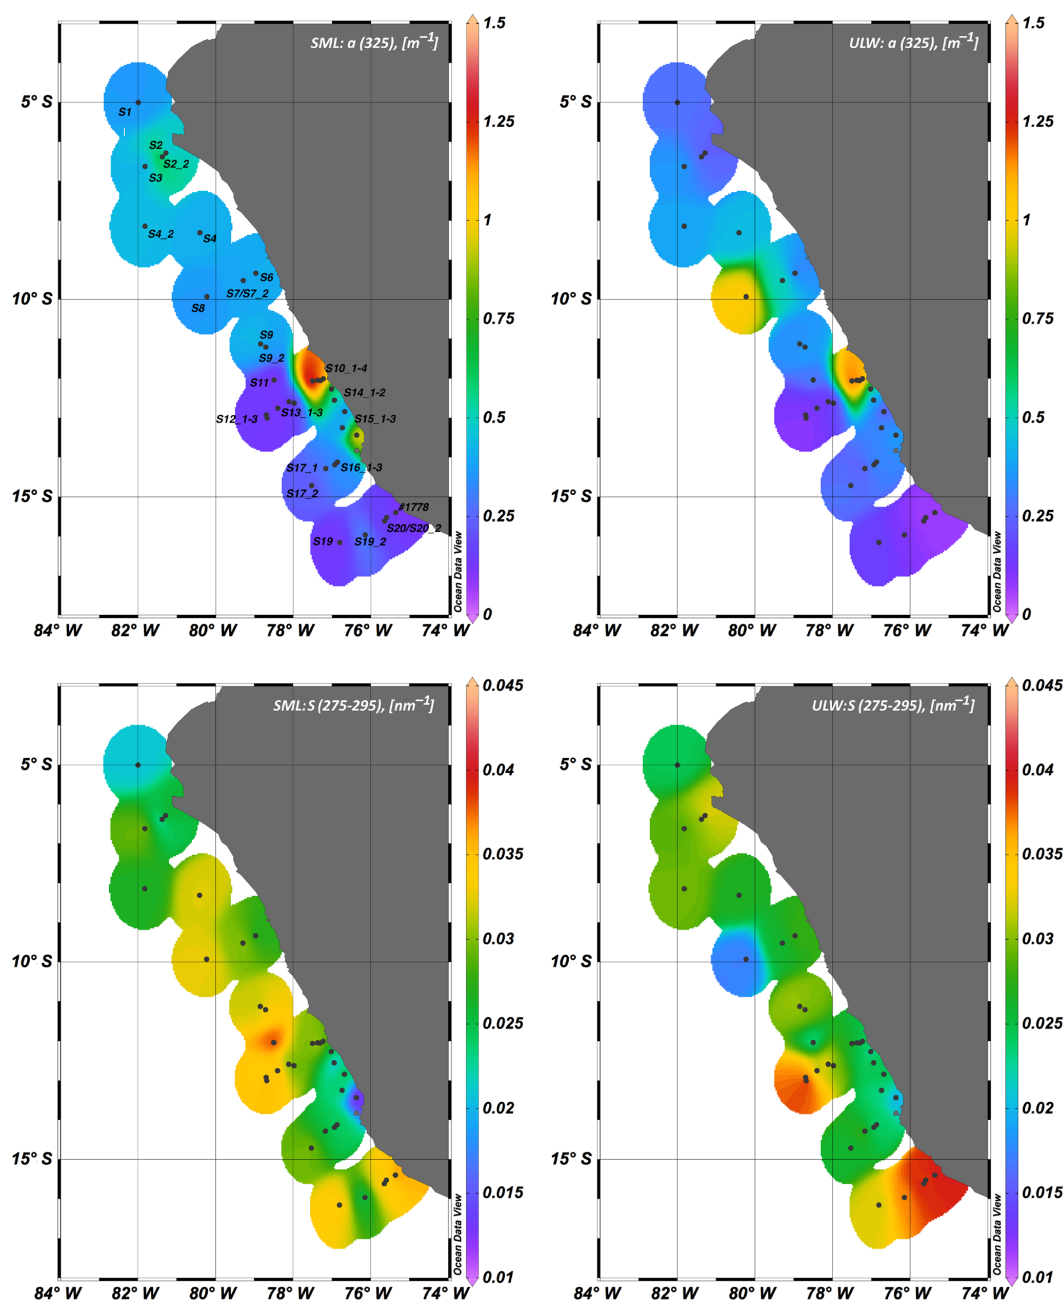 SML: a (325), [m⁻¹]
5° S
10° S
15° S
84° W 82° W 80° W 78° W 76° W 74° W
S1
S2
S2_2
S3
S4_2
S4
S6
S7/S7_2
S8
S9
S9_2
S10_1-4
S11
S14_1-2
S12_1-3
S13_1-3
S15_1-3
S17_1
S16_1-3
S17_2
#1778
S20/S20_2
S19
S19_2
Ocean Data View
1.5
1.25
1
0.75
0.5
0.25
0
ULW: a (325), [m⁻¹]
5° S
10° S
15° S
84° W 82° W 80° W 78° W 76° W 74° W
Ocean Data View
1.5
1.25
1
0.75
0.5
0.25
0
SML:S (275-295), [nm⁻¹]
5° S
10° S
15° S
84° W 82° W 80° W 78° W 76° W 74° W
Ocean Data View
0.045
0.04
0.035
0.03
0.025
0.02
0.015
0.01
ULW:S (275-295), [nm⁻¹]
5° S
10° S
15° S
84° W 82° W 80° W 78° W 76° W 74° W
Ocean Data View
0.045
0.04
0.035
0.03
0.025
0.02
0.015
0.01